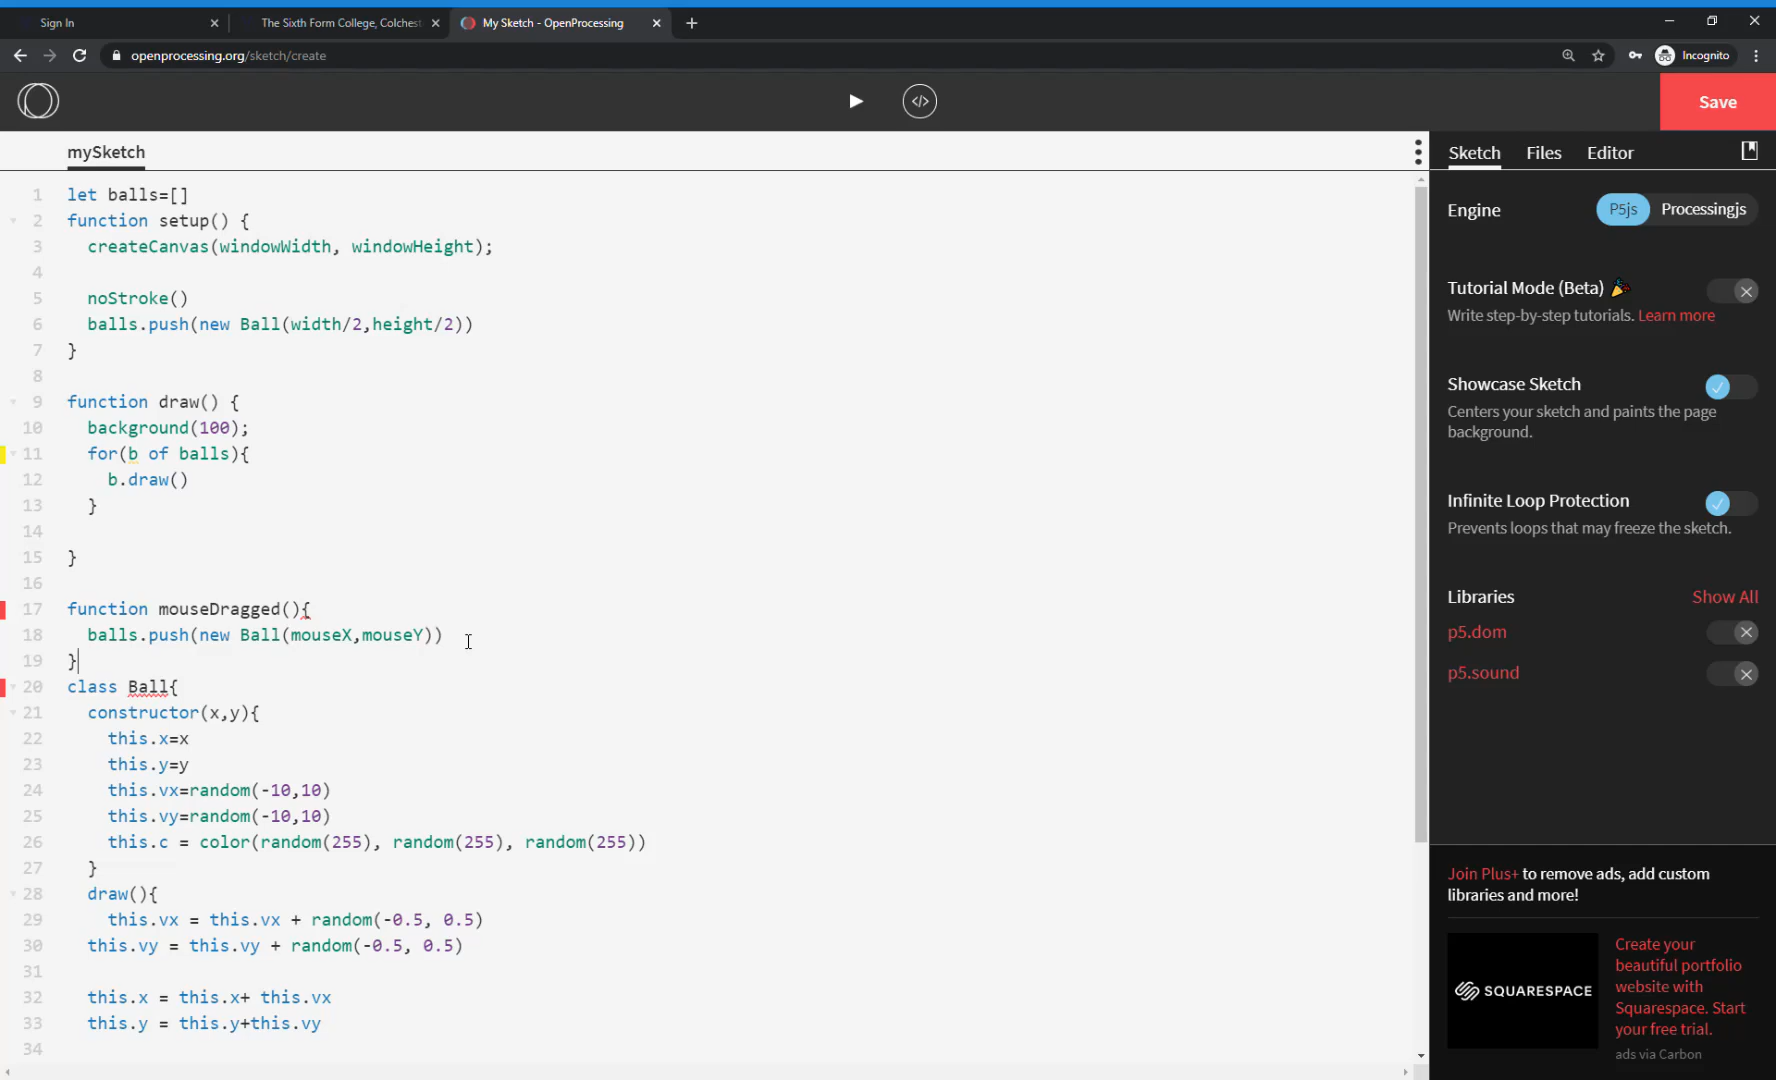 Sign In
The Sixth Form College, Colchest
My Sketch - OpenProcessing
openprocessing.org/sketch/create
Incognito
</>
Save
mySketch
Sketch Files Editor
1 let balls=[]
2 function setup() {
3 createCanvas(windowWidth, windowHeight);
4
5 noStroke()
6 balls.push(new Ball(width/2,height/2))
7 }
8
9 function draw() {
10 background(100);
11 for(b of balls){
12 b.draw()
13 }
14
15 }
16
17 function mouseDragged(){
18 balls.push(new Ball(mouseX,mouseY))
19 }
20 class Ball{
21 constructor(x,y){
22 this.x=x
23 this.y=y
24 this.vx=random(-10,10)
25 this.vy=random(-10,10)
26 this.c = color(random(255), random(255), random(255))
27 }
28 draw(){
29 this.vx = this.vx + random(-0.5, 0.5)
30 this.vy = this.vy + random(-0.5, 0.5)
31
32 this.x = this.x+ this.vx
33 this.y = this.y+this.vy
34
Engine P5js Processingjs
Tutorial Mode (Beta)
Write step-by-step tutorials. Learn more
Showcase Sketch
Centers your sketch and paints the page
background.
Infinite Loop Protection
Prevents loops that may freeze the sketch.
Libraries Show All
p5.dom
p5.sound
Join Plus+ to remove ads, add custom
libraries and more!
SQUARESPACE
Create your
beautiful portfolio
website with
Squarespace. Start
your free trial.
ads via Carbon